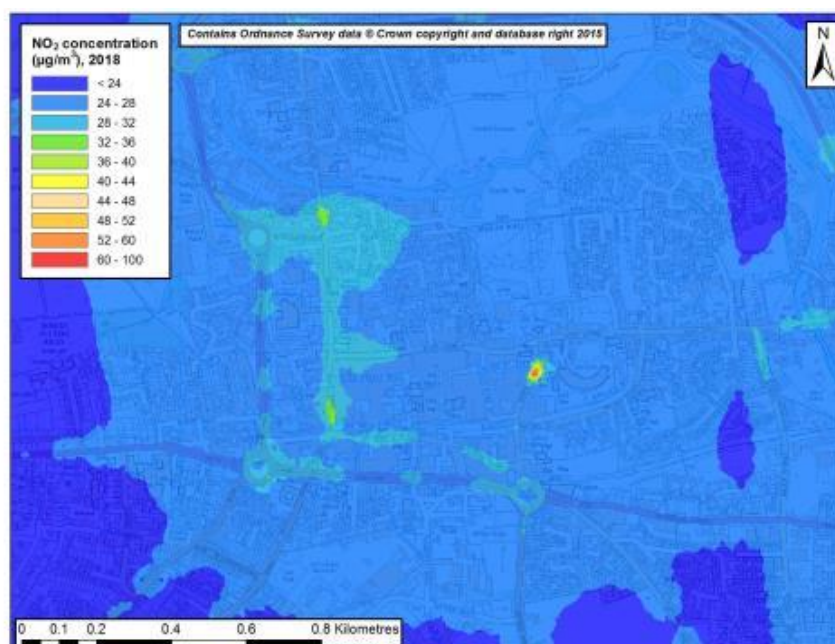 Contains Ordnance Survey data © Crown copyright and database right 2015
NO₂ concentration
(µg/m³), 2018
< 24
24 - 28
28 - 32
32 - 36
36 - 40
40 - 44
44 - 48
48 - 52
52 - 60
60 - 100
N
0 0.1 0.2 0.4 0.6 0.8 Kilometres